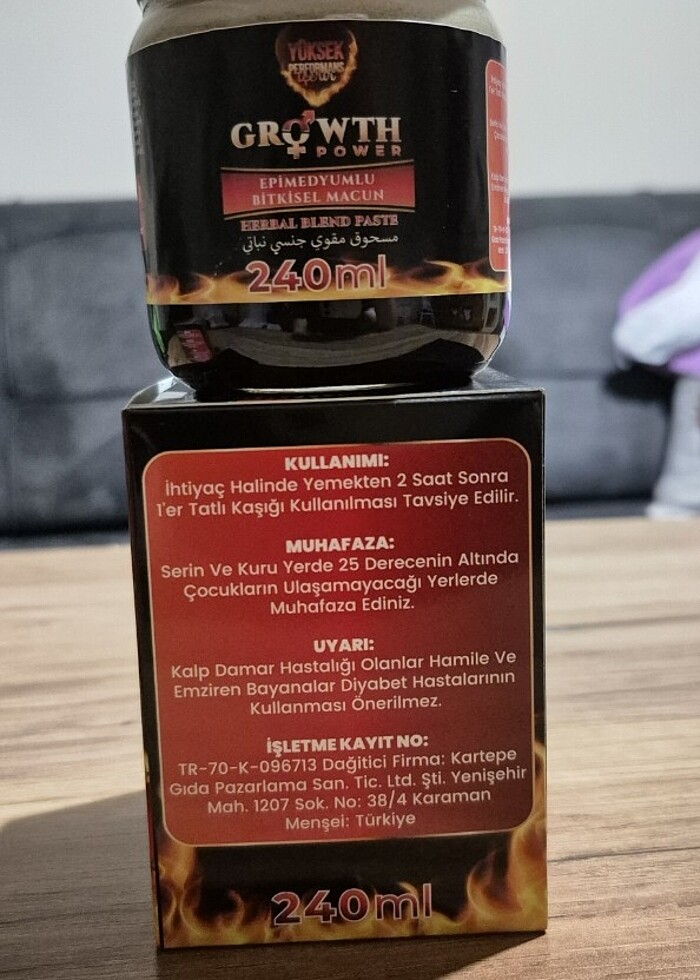 YÜKSEK
PERFORMANS
GROWTH
POWER
EPİMEDYUMLU
BİTKİSEL MACUN
HERBAL BLEND PASTE
مسحوق مقوي جنسي نباتي
240ml
KULLANIMI:
İhtiyaç Halinde Yemekten 2 Saat Sonra
1'er Tatlı Kaşığı Kullanılması Tavsiye Edilir.
MUHAFAZA:
Serin Ve Kuru Yerde 25 Derecenin Altında
Çocukların Ulaşamayacağı Yerlerde
Muhafaza Ediniz.
UYARI:
Kalp Damar Hastalığı Olanlar Hamile Ve
Emziren Bayanalar Diyabet Hastalarının
Kullanması Önerilmez.
İŞLETME KAYIT NO:
TR-70-K-096713 Dağitici Firma: Kartepe
Gıda Pazarlama San. Tic. Ltd. Şti. Yenişehir
Mah. 1207 Sok. No: 38/4 Karaman
Menşei: Türkiye
240ml